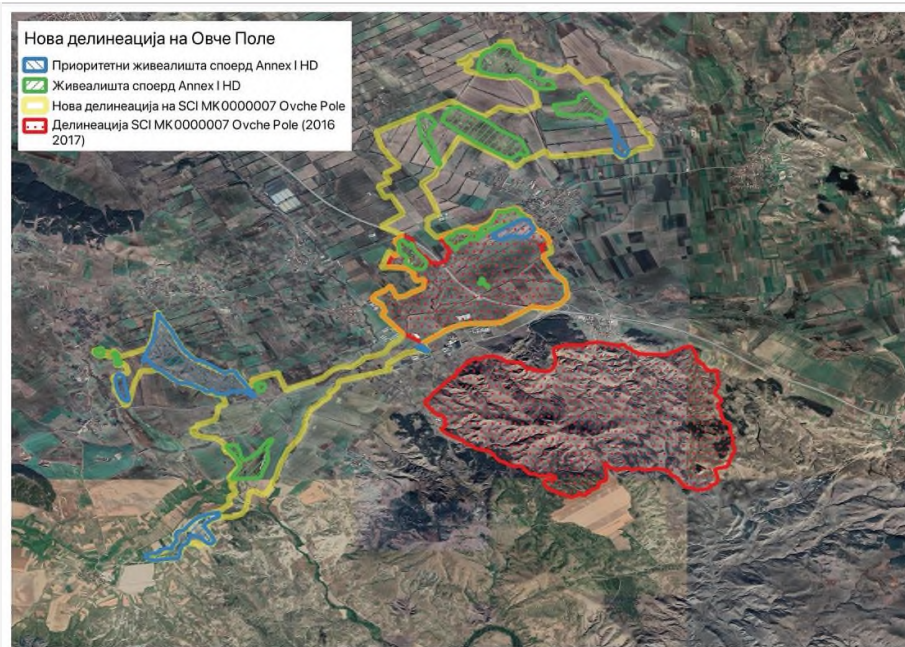 Нова делинеација на Овче Поле
Приоритетни живеалишта споерд Annex I HD
Живеалишта споерд Annex I HD
Нова делинеација на SCI MK0000007 Ovche Pole
Делинеација SCI MK0000007 Ovche Pole (2016
2017)